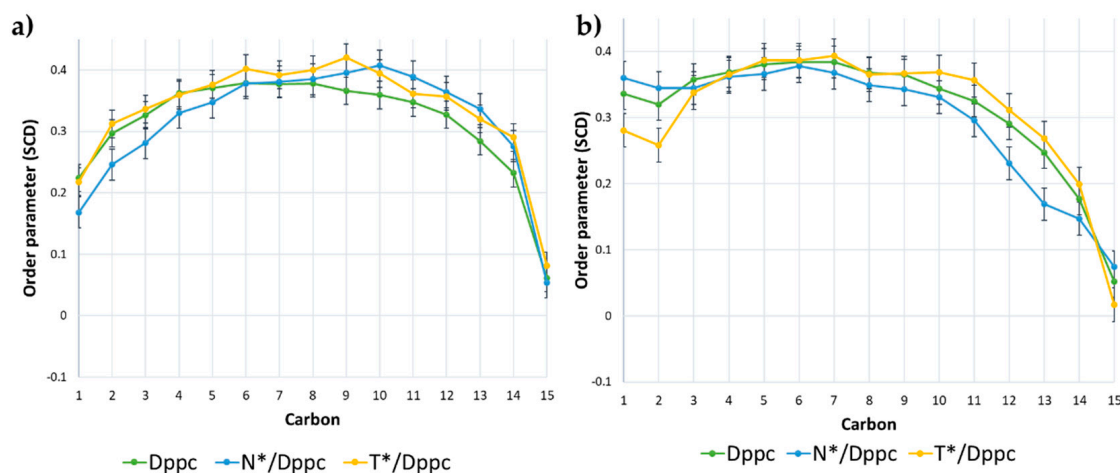 a)
Order parameter (SCD)
0.4
0.3
0.2
0.1
0
-0.1
1 2 3 4 5 6 7 8 9 10 11 12 13 14 15
Carbon
Dppc N*/Dppc T*/Dppc
b)
Order parameter (SCD)
0.4
0.3
0.2
0.1
0
-0.1
1 2 3 4 5 6 7 8 9 10 11 12 13 14 15
Carbon
Dppc N*/Dppc T*/Dppc